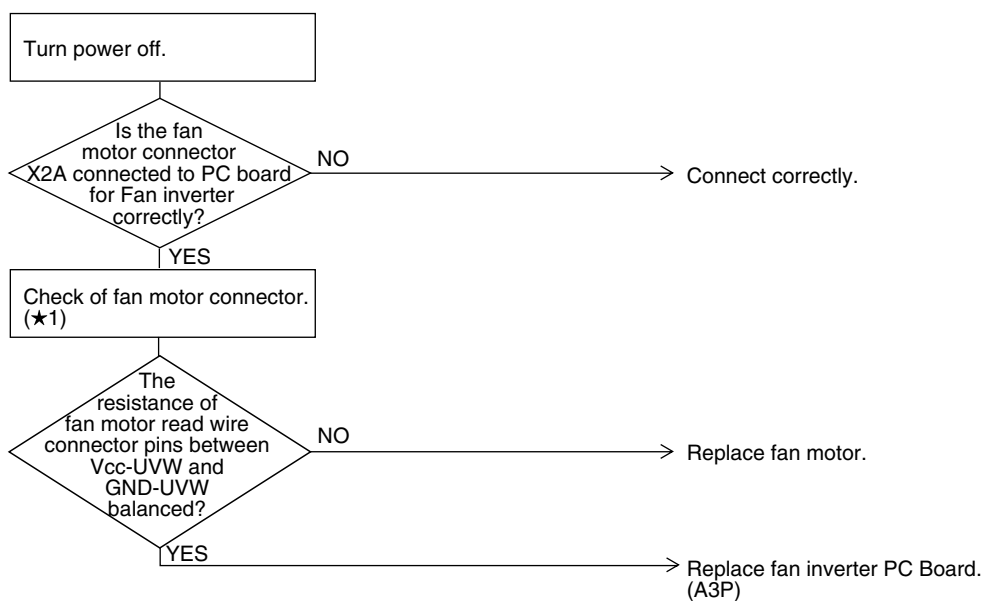 Turn power off.
Is the fan
motor connector
X2A connected to PC board
for Fan inverter
correctly?
NO
Connect correctly.
YES
Check of fan motor connector.
(★1)
The
resistance of
fan motor read wire
connector pins between
Vcc-UVW and
GND-UVW
balanced?
NO
Replace fan motor.
YES
Replace fan inverter PC Board.
(A3P)